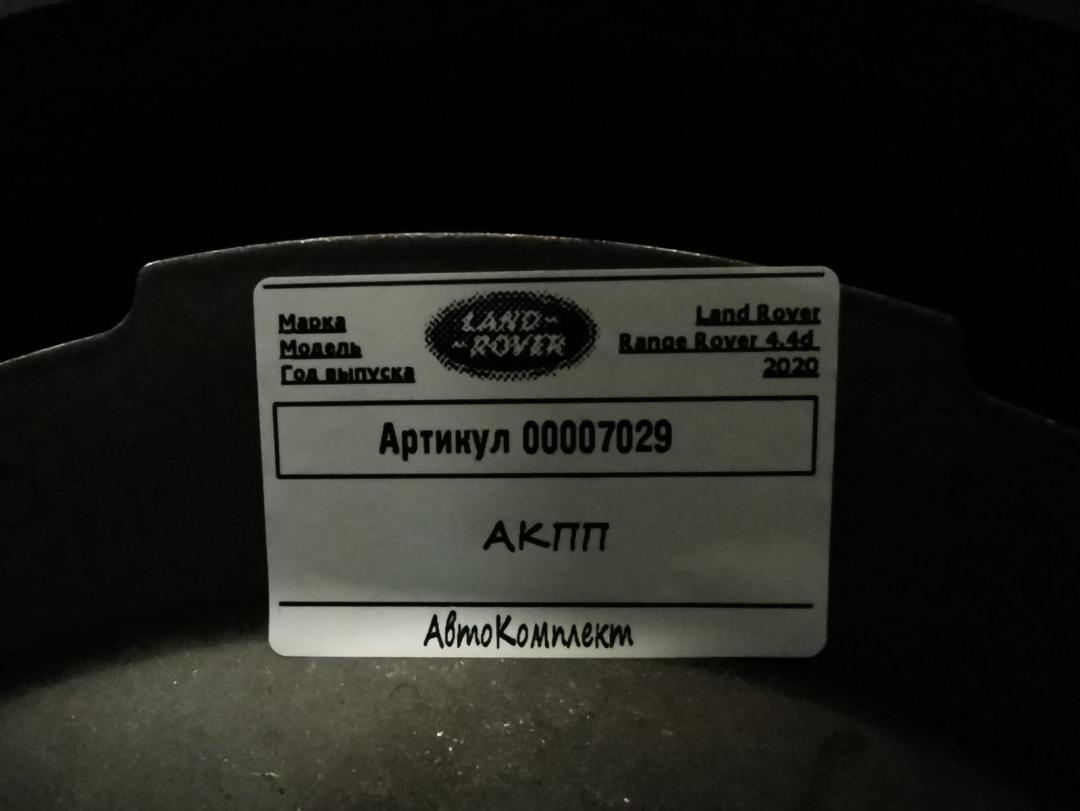 Марка
LAND-
-ROVER
Land Rover
Модель
Range Rover 4.4d
Год выпуска
2020
Артикул 00007029
АКПП
АвтоКомплект